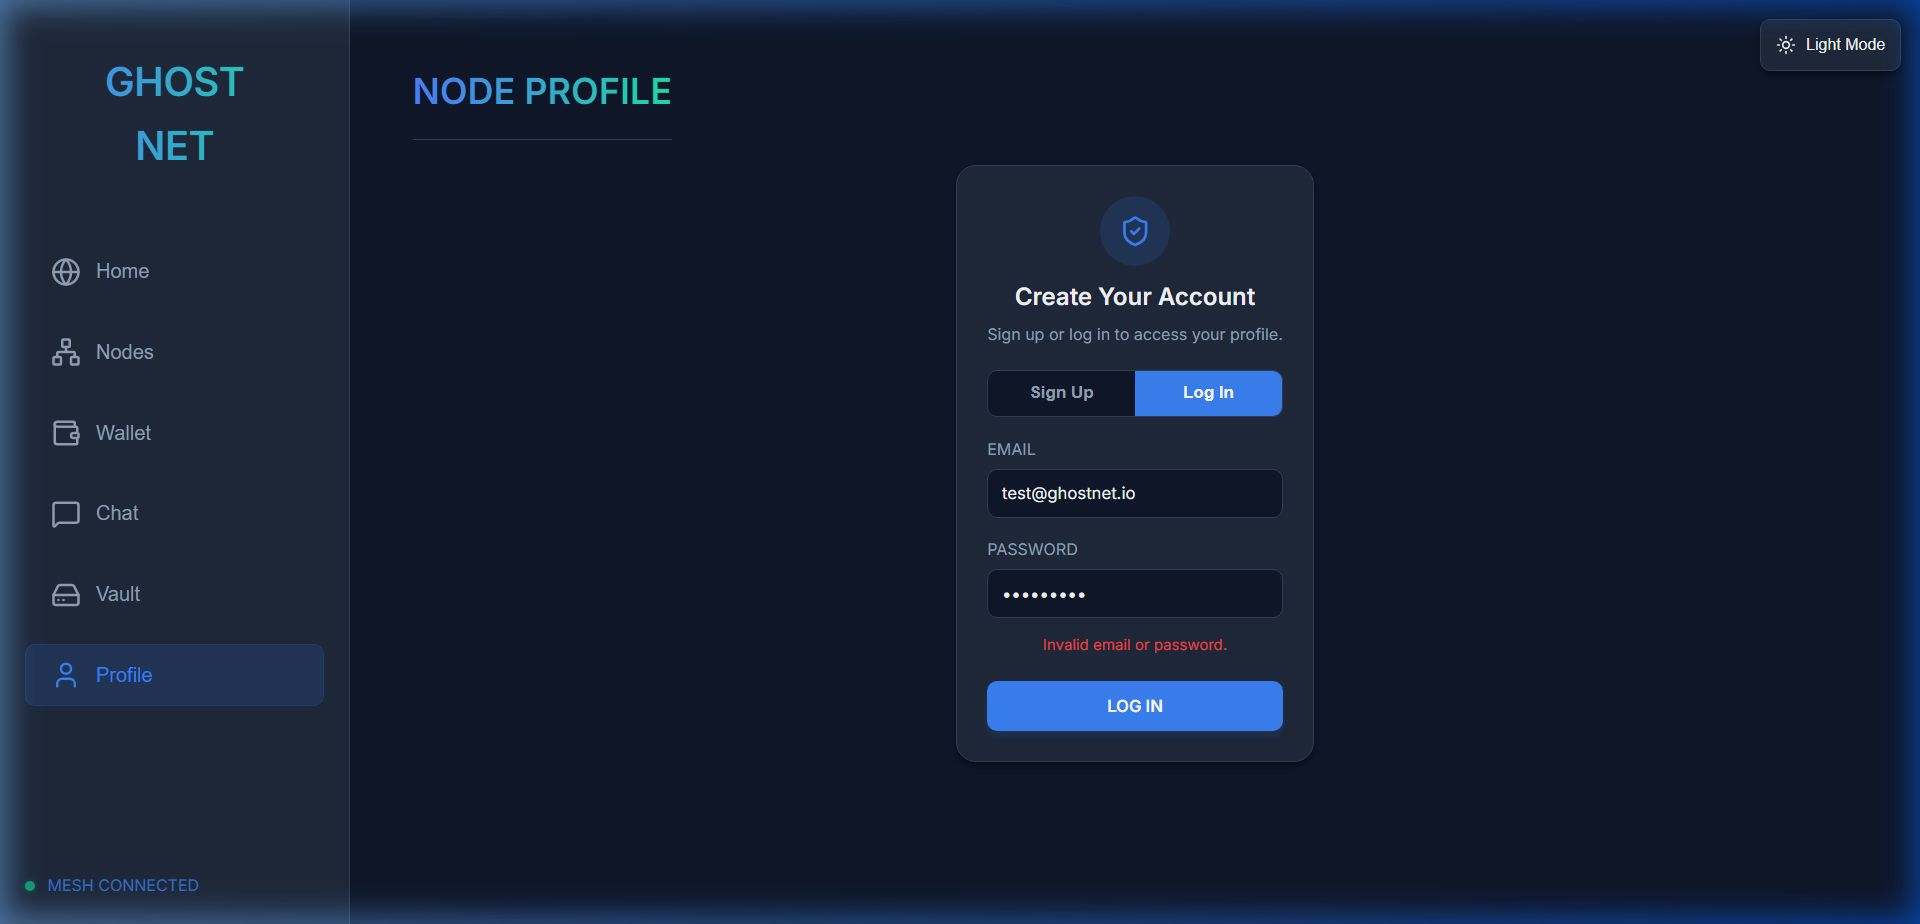 GHOST
NET
Home
Nodes
Wallet
Chat
Vault
Profile
MESH CONNECTED
Light Mode
NODE PROFILE
Create Your Account
Sign up or log in to access your profile.
Sign Up
Log In
EMAIL
test@ghostnet.io
PASSWORD
•••••••••
Invalid email or password.
LOG IN